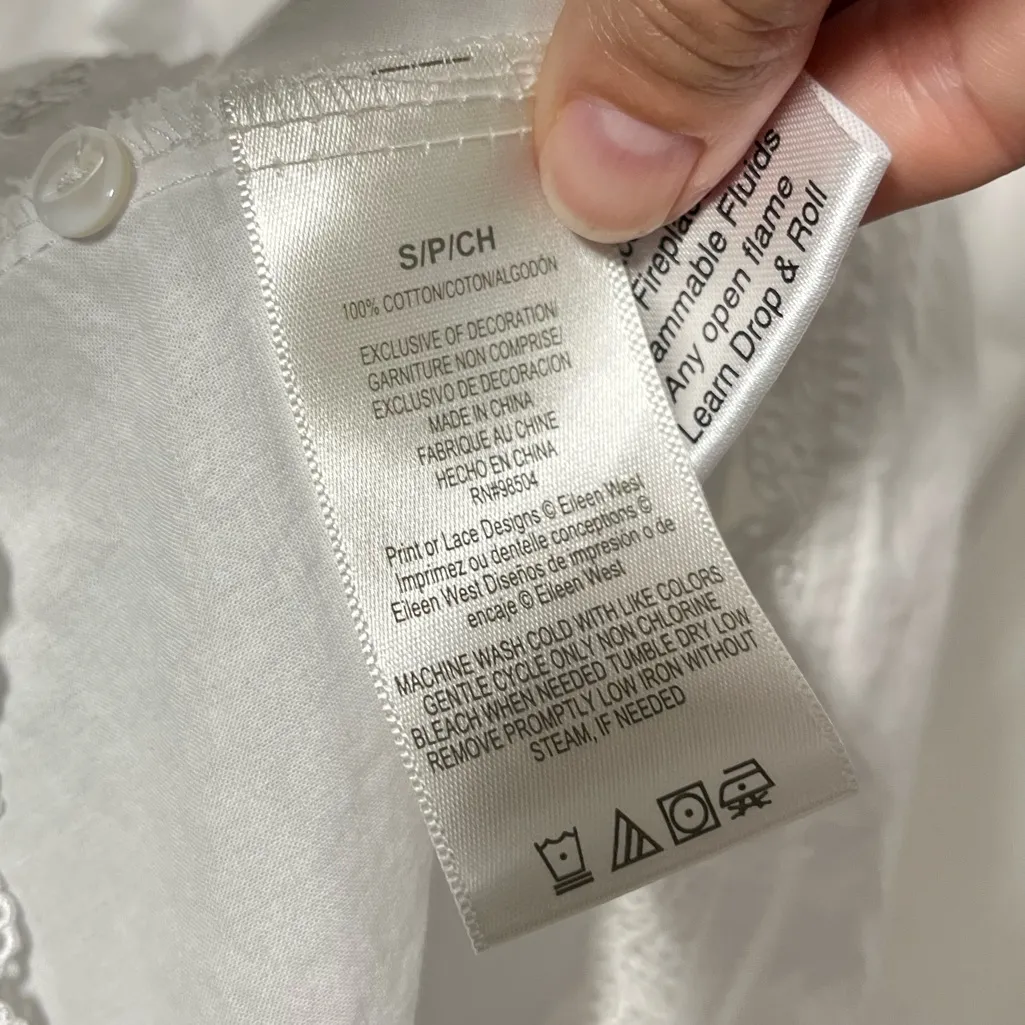 S/P/CH
100% COTTON/COTON/ALGODÓN
EXCLUSIVE OF DECORATION/
GARNITURE NON COMPRISE/
EXCLUSIVO DE DECORACION
MADE IN CHINA
FABRIQUE AU CHINE
HECHO EN CHINA
RN#98504
Print or Lace Designs © Eileen West
Imprimez ou dentelle conceptions ©
Eileen West Diseños de impresión o de
encaje © Eileen West
MACHINE WASH COLD WITH LIKE COLORS
GENTLE CYCLE ONLY NON CHLORINE
BLEACH WHEN NEEDED TUMBLE DRY LOW
REMOVE PROMPTLY LOW IRON WITHOUT
STEAM, IF NEEDED
Fluids
Any open flame
Learn Drop & Roll